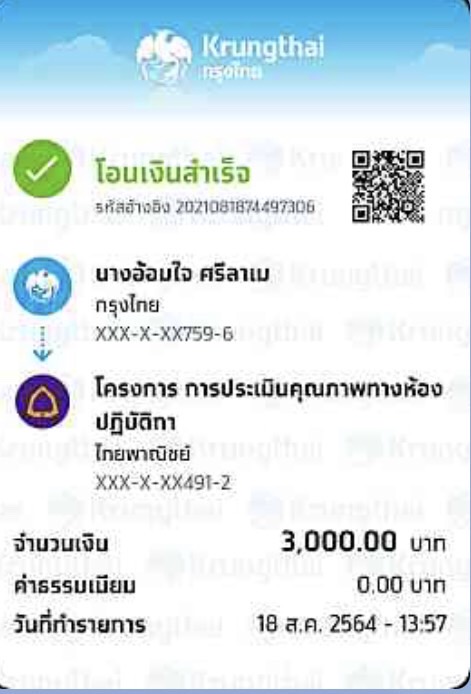 Krungthai
กรุงไทย
โอนเงินสำเร็จ
รหัสอ้างอิง 2021081874497306
นางอ้อมใจ ศรีลาเม
กรุงไทย
XXX-X-XX759-6
โครงการ การประเมินคุณภาพทางห้อง
ปฏิบัติกา
ไทยพาณิชย์
XXX-X-XX491-2
จำนวนเงิน 3,000.00 บาท
ค่าธรรมเนียม 0.00 บาท
วันที่ทำรายการ 18 ส.ค. 2564 - 13:57